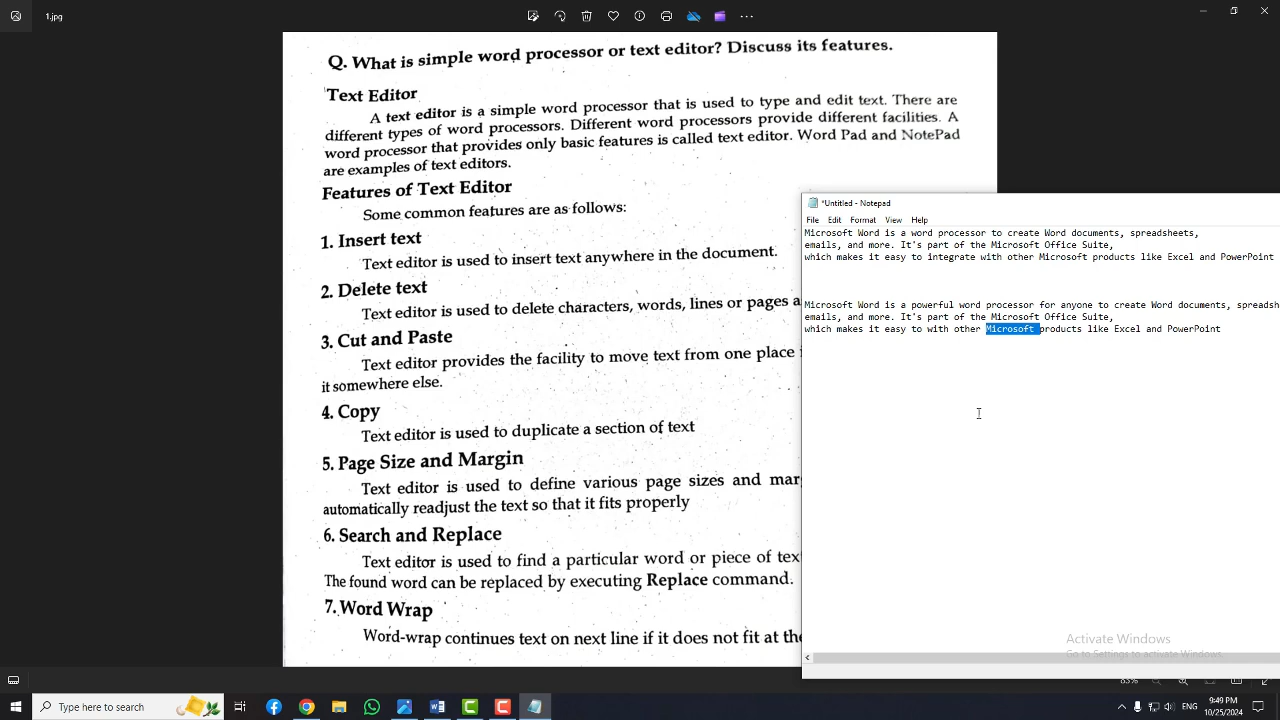 1.jpg
Q. What is simple word processor or text editor? Discuss its features.
Text Editor
A text editor is a simple word processor that is used to type and edit text. There are
different types of word processors. Different word processors provide different facilities. A
word processor that provides only basic features is called text editor. Word Pad and NotePad
are examples of text editors.
Features of Text Editor
Some common features are as follows:
1. Insert text
Text editor is used to insert text anywhere in the document.
2. Delete text
Text editor is used to delete characters, words, lines or pages
3. Cut and Paste
Text editor provides the facility to move text from one place
it somewhere else.
4. Copy
Text editor is used to duplicate a section of text
5. Page Size and Margin
Text editor is used to define various page sizes and
automatically readjust the text so that it fits properly
6. Search and Replace
Text editor is used to find a particular word or piece of
The found word can be replaced by executing Replace command.
7. Word Wrap
Word-wrap continues text on next line if it does not fit at the
*Untitled - Notepad
File Edit Format View Help
Microsoft Word is a word processor to create Word documents, spreadsheets,
emails, and more. It's part of the Microsoft Office Suite,
which makes it easy to integrate with other Microsoft products like Excel and PowerPoint
Microsoft Word is a powerful word processor for anyone to create Word documents,
emails, and more. It's part of the Microsoft Office Suite,
which makes it easy to with other Microsoft products like Excel and PowerPoint
Activate Windows
Go to Settings to activate Windows.
Type here to search
9:49 PM
10/25/2024